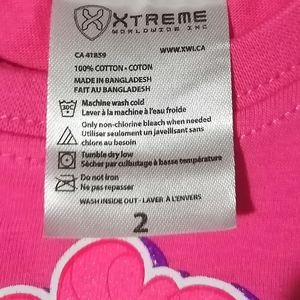 XTREME
WORLDWIDE INC
CA 41859 WWW.XWI.CA
100% COTTON • COTON
MADE IN BANGLADESH
FAIT AU BANGLADESH
30C Machine wash cold
Laver à la machine à l'eau froide
Only non-chlorine bleach when needed
Utiliser seulement un javellisant sans
chlore au besoin
Tumble dry low
Sécher par culbutage à basse température
Do not iron
Ne pas repasser
WASH INSIDE OUT - LAVER À L'ENVERS
2